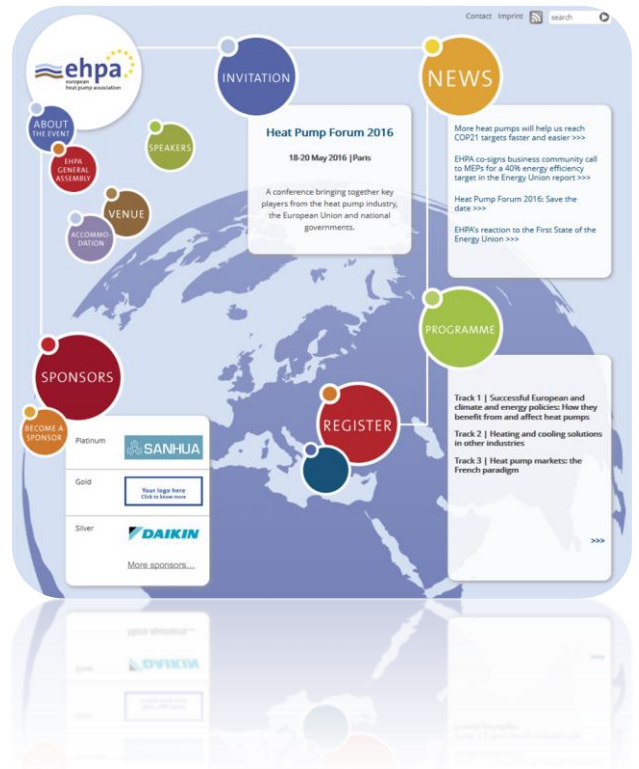 Contact Imprint
search
ehpa
european
heat pump association
INVITATION
NEWS
ABOUT
THE EVENT
EHPA
GENERAL
ASSEMBLY
SPEAKERS
VENUE
ACCOMMO-
DATION
Heat Pump Forum 2016
18-20 May 2016 |Paris
A conference bringing together key
players from the heat pump industry,
the European Union and national
governments.
More heat pumps will help us reach
COP21 targets faster and easier >>>
EHPA co-signs business community call
to MEPs for a 40% energy efficiency
target in the Energy Union report >>>
Heat Pump Forum 2016: Save the
date >>>
EHPA's reaction to the First State of the
Energy Union >>>
PROGRAMME
Track 1 | Successful European and
climate and energy policies: How they
benefit from and affect heat pumps
Track 2 | Heating and cooling solutions
in other industries
Track 3 | Heat pump markets: the
French paradigm
>>>
SPONSORS
BECOME A
SPONSOR
REGISTER
Platinum
SANHUA
Gold
Your logo here
Click to know more
Silver
DAIKIN
More sponsors...